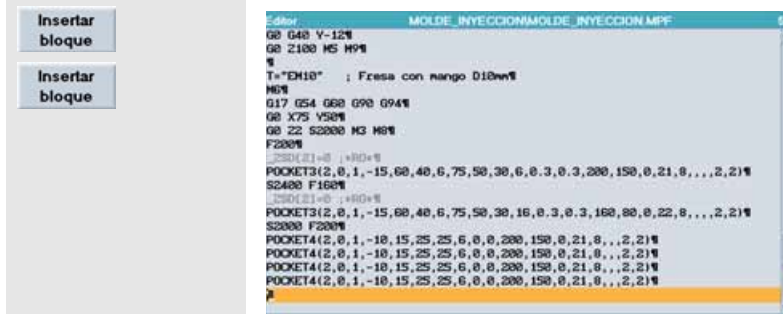 Insertar
bloque
Insertar
bloque
Editor MOLDE_INYECCION\MOLDE_INYECCION.MPF
G0 G40 Y-12¶
G0 Z100 M5 M9¶
¶
T="EM10" ; Fresa con mango D10mm¶
M6¶
G17 G54 G60 G90 G94¶
G0 X75 Y50¶
G0 Z2 S2000 M3 M8¶
F200¶
_ZSD[2]=0 ;*RO*¶
POCKET3(2,0,1,-15,60,40,6,75,50,30,6,0.3,0.3,200,150,0,21,8,,,,2,2)¶
S2400 F160¶
_ZSD[2]=0 ;*RO*¶
POCKET3(2,0,1,-15,60,40,6,75,50,30,16,0.3,0.3,160,80,0,22,8,,,,2,2)¶
S2000 F200¶
POCKET4(2,0,1,-10,15,25,25,6,0,0,200,150,0,21,8,,,2,2)¶
POCKET4(2,0,1,-10,15,25,25,6,0,0,200,150,0,21,8,,,2,2)¶
POCKET4(2,0,1,-10,15,25,25,6,0,0,200,150,0,21,8,,,2,2)¶
POCKET4(2,0,1,-10,15,25,25,6,0,0,200,150,0,21,8,,,2,2)¶
¶